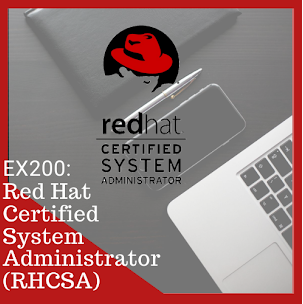 redhat
CERTIFIED
SYSTEM
ADMINISTRATOR
EX200:
Red Hat
Certified
System
Administrator
(RHCSA)